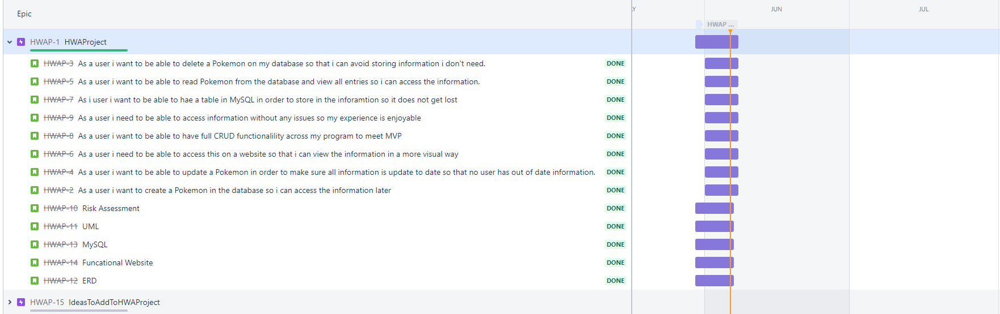 Epic
AY
JUN
JUL
HWAP ...
HWAP-1 HWAProject
HWAP-3 As a user i want to be able to delete a Pokemon on my database so that i can avoid storing information i don't need. DONE
HWAP-5 As a user i want to be able to read Pokemon from the database and view all entries so i can access the information. DONE
HWAP-7 As i user i want to be able to hae a table in MySQL in order to store in the inforamtion so it does not get lost DONE
HWAP-9 As a user i need to be able to access information without any issues so my experience is enjoyable DONE
HWAP-8 As a user i want to be able to have full CRUD functionalility across my program to meet MVP DONE
HWAP-6 As a user i need to be able to access this on a website so that i can view the information in a more visual way DONE
HWAP-4 As a user i want to be able to update a Pokemon in order to make sure all information is update to date so that no user has out of date information. DONE
HWAP-2 As a user i want to create a Pokemon in the database so i can access the information later DONE
HWAP-10 Risk Assessment DONE
HWAP-11 UML DONE
HWAP-13 MySQL DONE
HWAP-14 Funcational Website DONE
HWAP-12 ERD DONE
HWAP-15 IdeasToAddToHWAProject